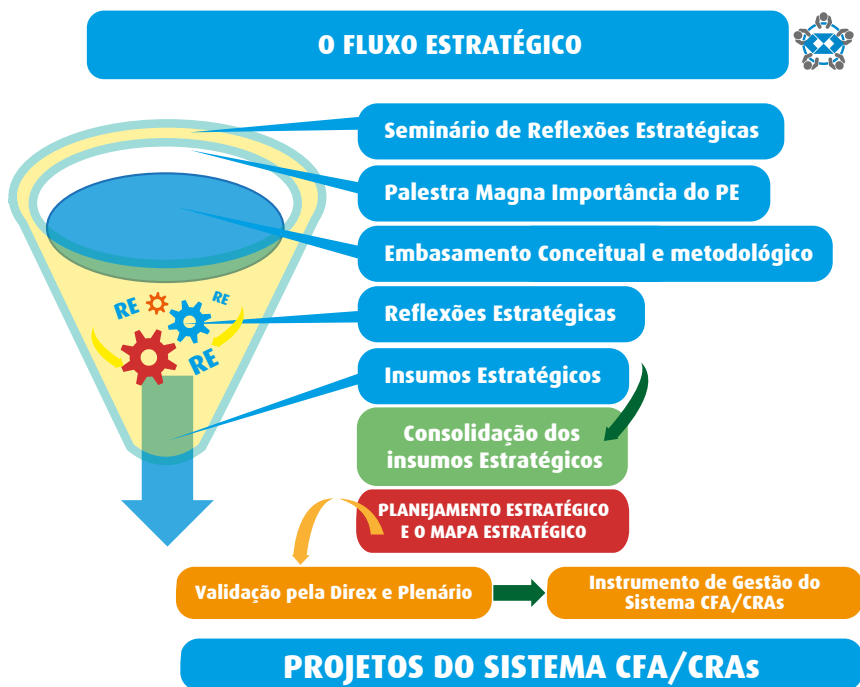 O FLUXO ESTRATÉGICO
Seminário de Reflexões Estratégicas
Palestra Magna Importância do PE
Embasamento Conceitual e metodológico
RE
RE
RE
Reflexões Estratégicas
Insumos Estratégicos
Consolidação dos
insumos Estratégicos
PLANEJAMENTO ESTRATÉGICO
E O MAPA ESTRATÉGICO
Validação pela Direx e Plenário
Instrumento de Gestão do
Sistema CFA/CRAs
PROJETOS DO SISTEMA CFA/CRAs